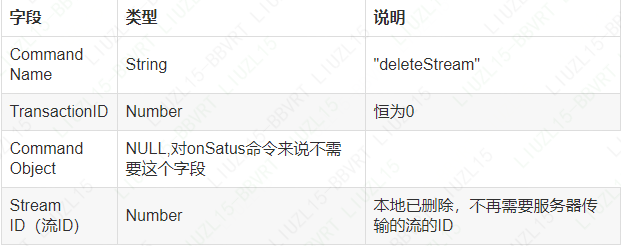 字段 类型 说明
Command
Name
String
"deleteStream"
TransactionID Number 恒为0
Command
Object
NULL,对onSatus命令来说不需
要这个字段
Stream
ID（流ID）
Number
本地已删除，不再需要服务器传
输的流的ID